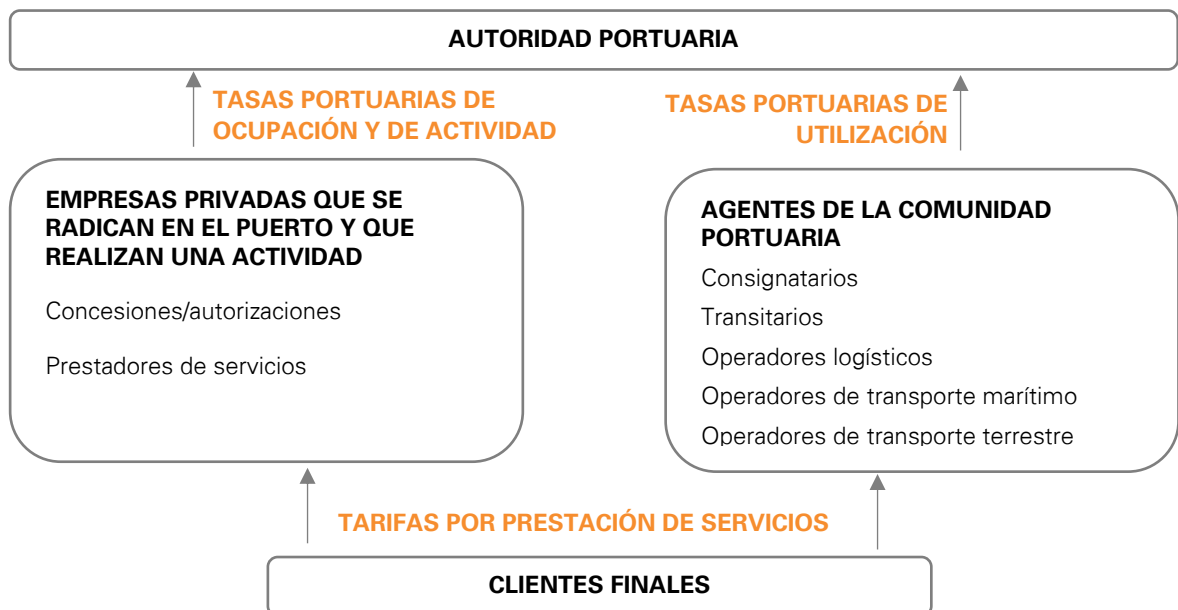 AUTORIDAD PORTUARIA
TASAS PORTUARIAS DE
OCUPACIÓN Y DE ACTIVIDAD
TASAS PORTUARIAS DE
UTILIZACIÓN
EMPRESAS PRIVADAS QUE SE
RADICAN EN EL PUERTO Y QUE
REALIZAN UNA ACTIVIDAD
Concesiones/autorizaciones
Prestadores de servicios
AGENTES DE LA COMUNIDAD
PORTUARIA
Consignatarios
Transitarios
Operadores logísticos
Operadores de transporte marítimo
Operadores de transporte terrestre
TARIFAS POR PRESTACIÓN DE SERVICIOS
CLIENTES FINALES